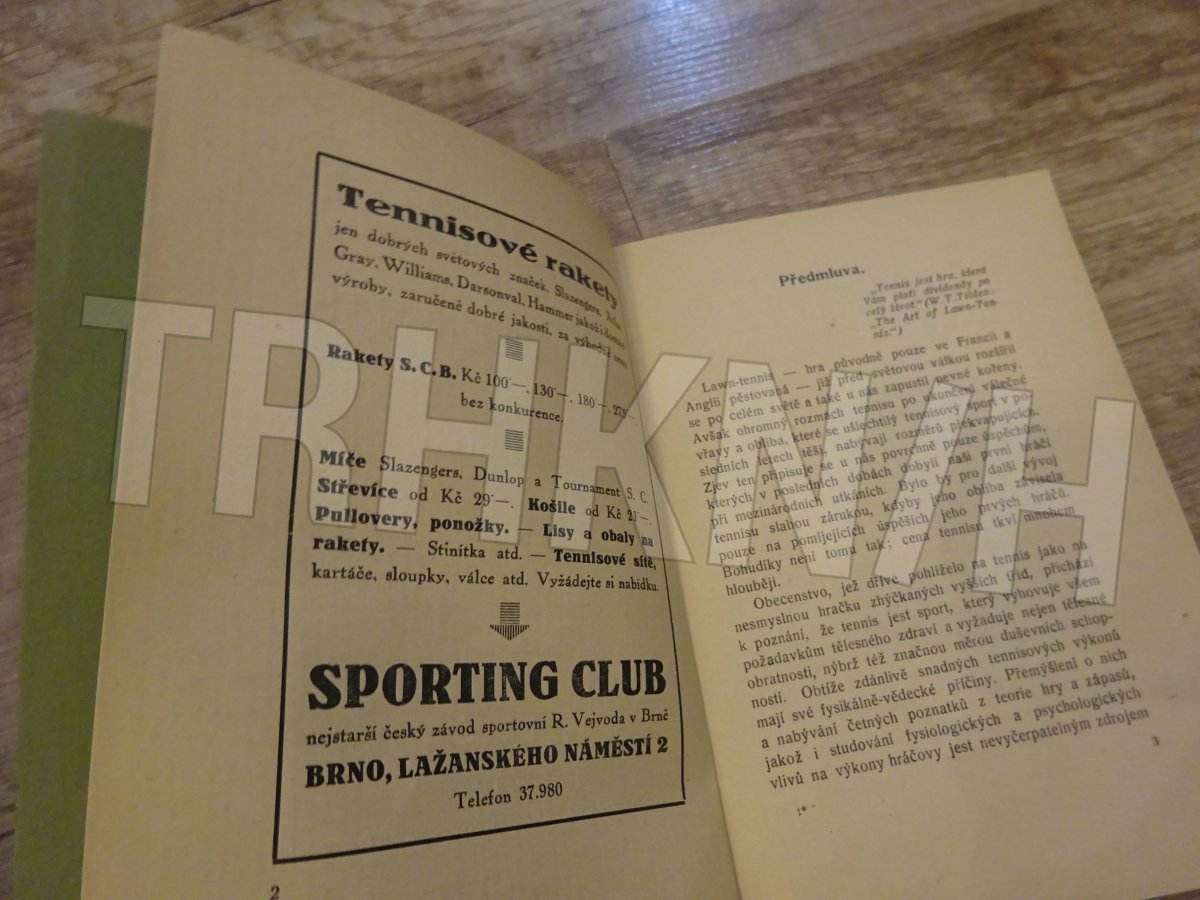 Tennisové rakety
jen dobrých světových značek, Slazengers,
Gray, Williams, Darsonval, Hammer jakož i domácí
výroby, zaručeně dobré jakosti, za výhodné ceny
Rakety S. C. B. Kč 100·—, 130·—, 180·—, 275·—
bez konkurence.
Míče Slazengers, Dunlop a Tournament S. C.
Střevíce od Kč 29·—. Košile od Kč 21·—.
Pullovery, ponožky. — Lisy a obaly na
rakety. — Stinítka atd. — Tennisové sítě,
kartáče, sloupky, válce atd. Vyžádejte si nabídku.
SPORTING CLUB
nejstarší český závod sportovní R. Vejvoda v Brně
BRNO, LAŽANSKÉHO NÁMĚSTÍ 2
Telefon 37.980
2
Předmluva.
„Tennis jest hra, která
Vám platí dividendy po
celý život.“ (W. T. Tilden:
„The Art of Lawn-Ten-
nis.“)
Lawn-tennis — hra původně pouze ve Francii a
Anglii pěstovaná — již před světovou válkou rozšířil
se po celém světě a také u nás zapustil pevné kořeny.
Avšak ohromný rozmach tennisu po ukončení válečné
vřavy a obliba, které se ušlechtilý tennisový sport v po-
sledních letech těší, nabývají rozměrů překvapujících.
Zjev ten připisuje se u nás povrchně pouze úspěchům,
kterých v posledních dobách dobyli naši první hráči
při mezinárodních utkáních. Bylo by pro další vývoj
tennisu slabou zárukou, kdyby jeho obliba závisela
pouze na pomíjejících úspěších jeho prvých hráčů.
Bohudíky není tomu tak; cena tennisu tkví mnohem
hlouběji.
Obecenstvo, jež dříve pohlíželo na tennis jako na
nesmyslnou hračku zhýčkaných vyšších tříd, přichází
k poznání, že tennis jest sport, který vyhovuje všem
požadavkům tělesného zdraví a vyžaduje nejen tělesné
obratnosti, nýbrž též značnou měrou duševních schop-
ností. Obtíže zdánlivě snadných tennisových výkonů
mají své fysikálně-vědecké příčiny. Přemýšlení o nich
a nabývání četných poznatků z teorie hry a zápasů,
jakož i studování fysiologických a psychologických
vlivů na výkony hráčovy jest nevyčerpatelným zdrojem
1*
3
TRHKNIH